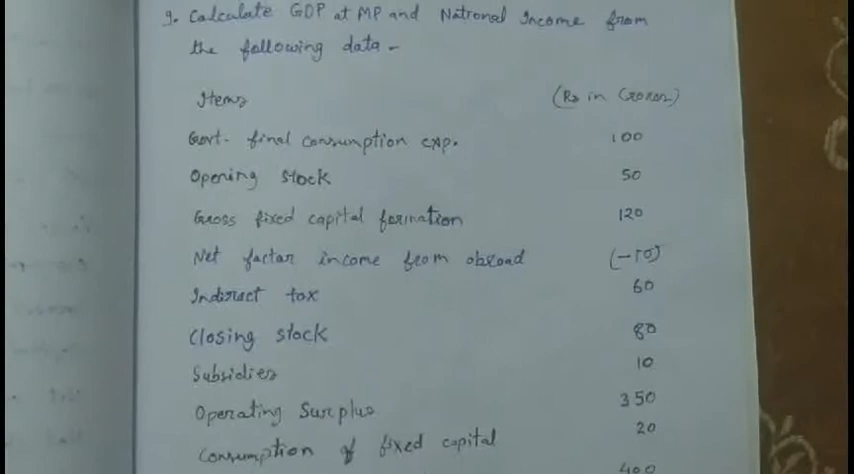 9. Calculate GDP at MP and National Income from
the following data -
Items (Rs in Crores)
Govt. final consumption exp. 100
Opening stock 50
Gross fixed capital formation 120
Net factor income from abroad (-10)
Indirect tax 60
Closing stock 80
Subsidies 10
Operating Surplus 350
Consumption of fixed capital 20
400